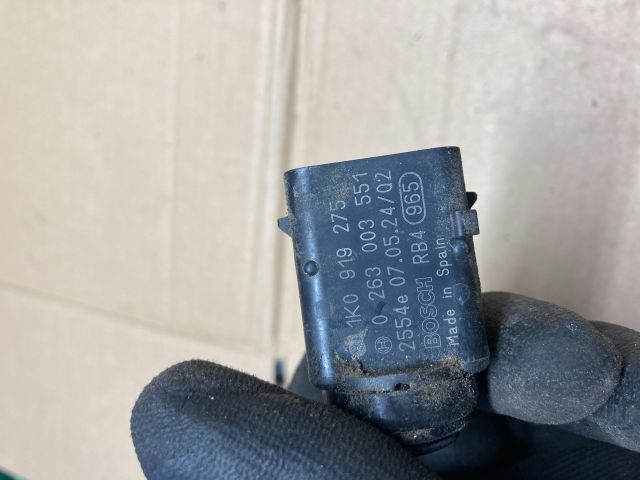 1K0 919 275
0 263 003 551
2554e 07.05.24/02
BOSCH RB4 965
Made in Spain